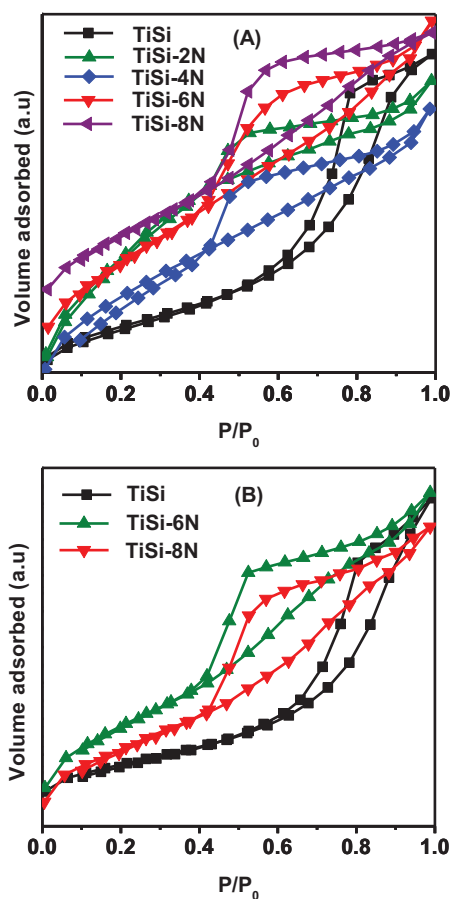 (A)
TiSi
TiSi-2N
TiSi-4N
TiSi-6N
TiSi-8N
Volume adsorbed (a.u)
0.0 0.2 0.4 0.6 0.8 1.0
P/P0
(B)
TiSi
TiSi-6N
TiSi-8N
Volume adsorbed (a.u)
0.0 0.2 0.4 0.6 0.8 1.0
P/P0